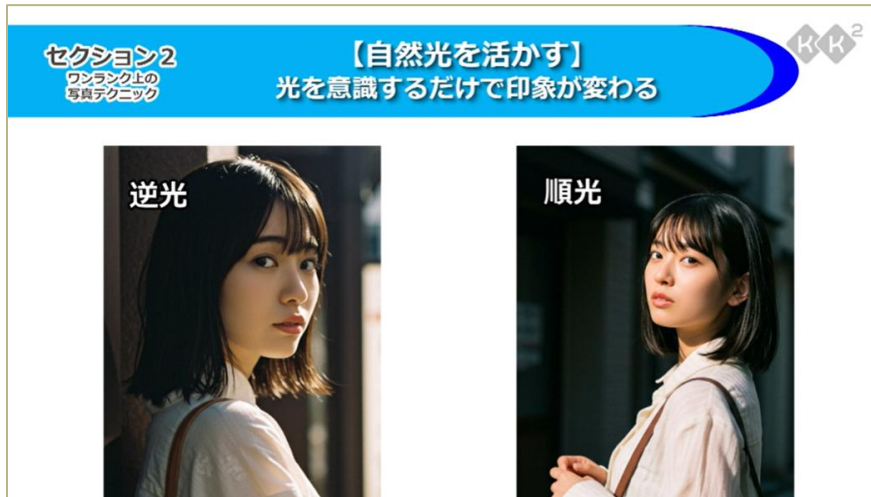 セクション2
ワンランク上の
写真テクニック
【自然光を活かす】
光を意識するだけで印象が変わる
KK2
逆光
順光